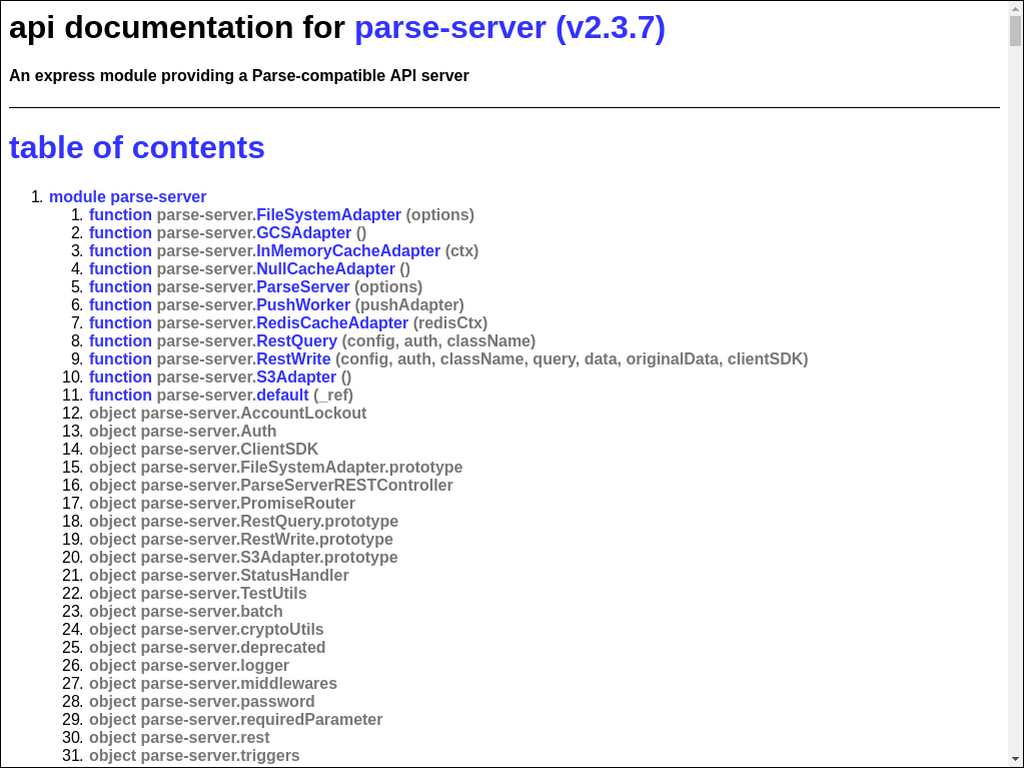 api documentation for parse-server (v2.3.7)
An express module providing a Parse-compatible API server
table of contents
1. module parse-server
1. function parse-server.FileSystemAdapter (options)
2. function parse-server.GCSAdapter ()
3. function parse-server.InMemoryCacheAdapter (ctx)
4. function parse-server.NullCacheAdapter ()
5. function parse-server.ParseServer (options)
6. function parse-server.PushWorker (pushAdapter)
7. function parse-server.RedisCacheAdapter (redisCtx)
8. function parse-server.RestQuery (config, auth, className)
9. function parse-server.RestWrite (config, auth, className, query, data, originalData, clientSDK)
10. function parse-server.S3Adapter ()
11. function parse-server.default (_ref)
12. object parse-server.AccountLockout
13. object parse-server.Auth
14. object parse-server.ClientSDK
15. object parse-server.FileSystemAdapter.prototype
16. object parse-server.ParseServerRESTController
17. object parse-server.PromiseRouter
18. object parse-server.RestQuery.prototype
19. object parse-server.RestWrite.prototype
20. object parse-server.S3Adapter.prototype
21. object parse-server.StatusHandler
22. object parse-server.TestUtils
23. object parse-server.batch
24. object parse-server.cryptoUtils
25. object parse-server.deprecated
26. object parse-server.logger
27. object parse-server.middlewares
28. object parse-server.password
29. object parse-server.requiredParameter
30. object parse-server.rest
31. object parse-server.triggers